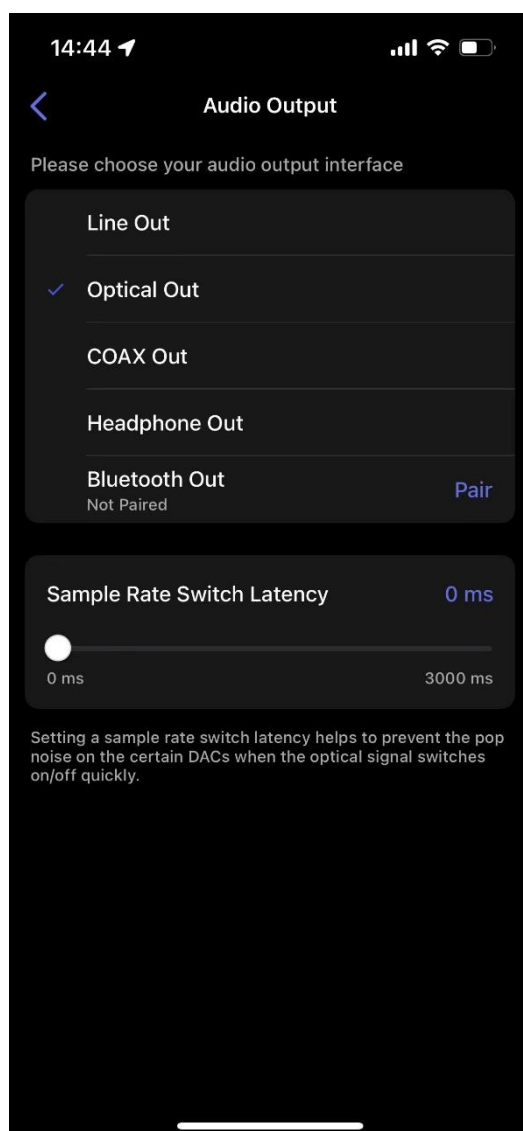 14:44
Audio Output
Please choose your audio output interface
Line Out
Optical Out
COAX Out
Headphone Out
Bluetooth Out
Not Paired
Pair
Sample Rate Switch Latency
0 ms
0 ms
3000 ms
Setting a sample rate switch latency helps to prevent the pop
noise on the certain DACs when the optical signal switches
on/off quickly.